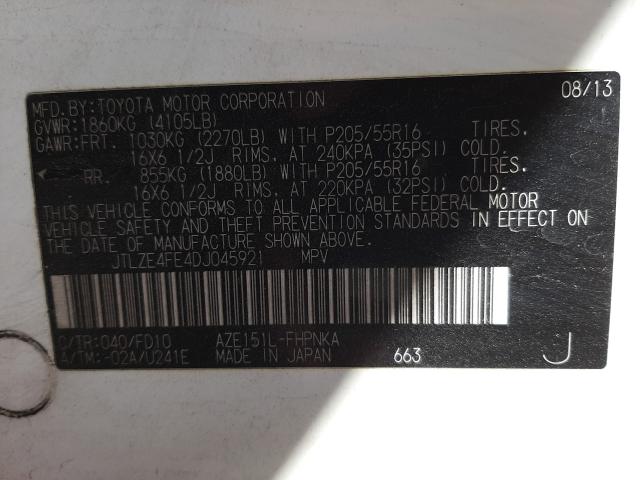 MFD.BY:TOYOTA MOTOR CORPORATION 08/13
GVWR:1860KG (4105LB)
GAWR:FRT. 1030KG (2270LB) WITH P205/55R16 TIRES,
16X6 1/2J RIMS, AT 240KPA (35PSI) COLD.
RR. 855KG (1880LB) WITH P205/55R16 TIRES,
16X6 1/2J RIMS, AT 220KPA (32PSI) COLD.
THIS VEHICLE CONFORMS TO ALL APPLICABLE FEDERAL MOTOR
VEHICLE SAFETY AND THEFT PREVENTION STANDARDS IN EFFECT ON
THE DATE OF MANUFACTURE SHOWN ABOVE.
JTLZE4FE4DJ045921 MPV
C/TR:040/FD10 AZE151L-FHPNKA
A/TM:-02A/U241E MADE IN JAPAN 663 J